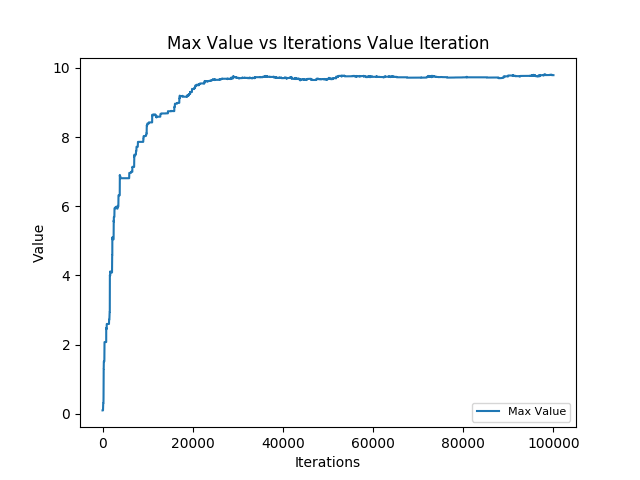 Max Value vs Iterations Value Iteration
10
8
6
4
2
0
Value
Max Value
0 20000 40000 60000 80000 100000
Iterations